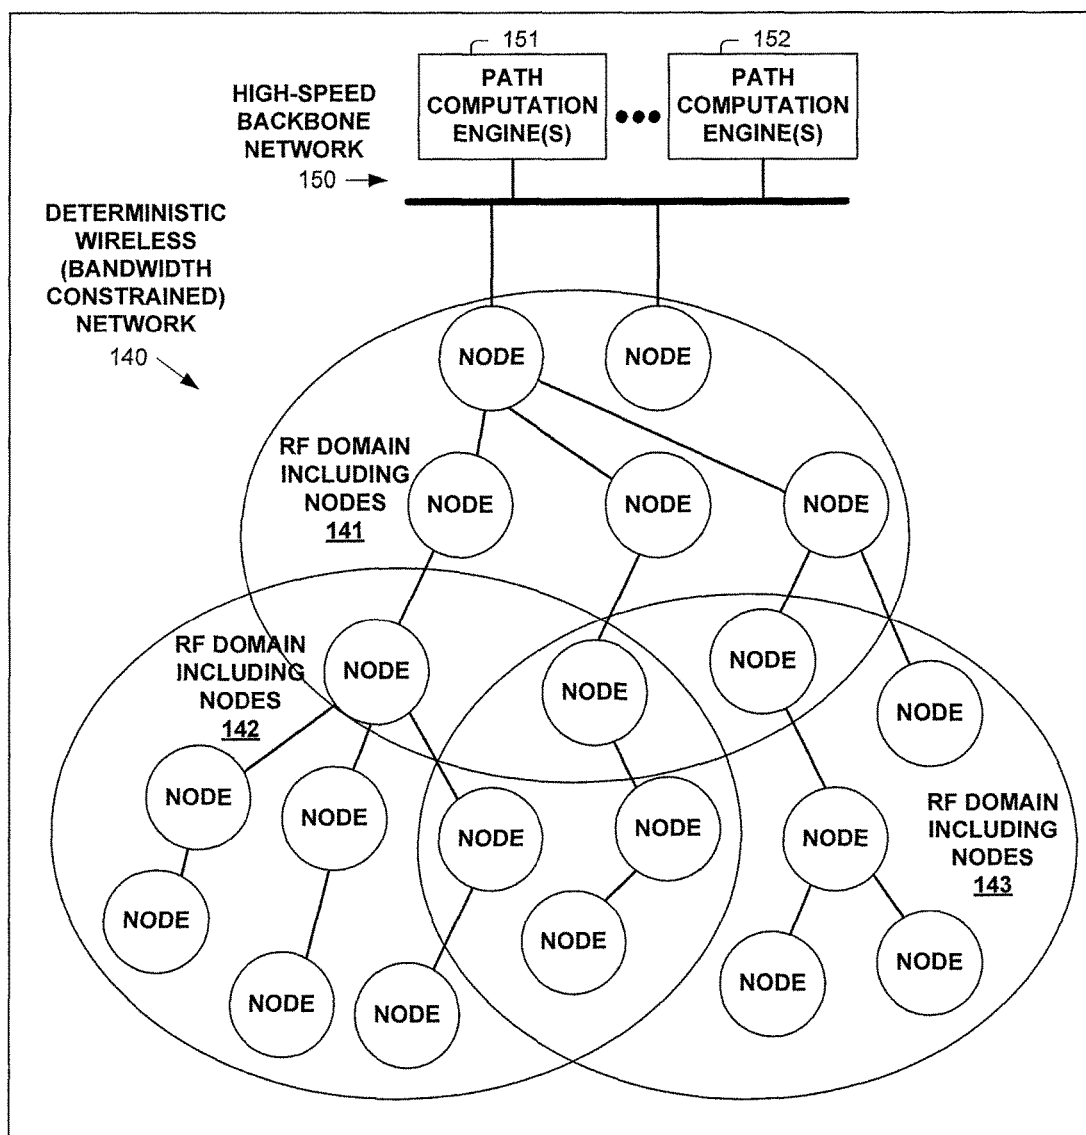 151
152
PATH
COMPUTATION
ENGINE(S)
PATH
COMPUTATION
ENGINE(S)
HIGH-SPEED
BACKBONE
NETWORK
150
DETERMINISTIC
WIRELESS
(BANDWIDTH
CONSTRAINED)
NETWORK
140
NODE
NODE
RF DOMAIN
INCLUDING
NODES
141
NODE
NODE
NODE
RF DOMAIN
INCLUDING
NODES
142
NODE
NODE
NODE
NODE
NODE
NODE
NODE
NODE
NODE
RF DOMAIN
INCLUDING
NODES
143
NODE
NODE
NODE
NODE
NODE
NODE
NODE